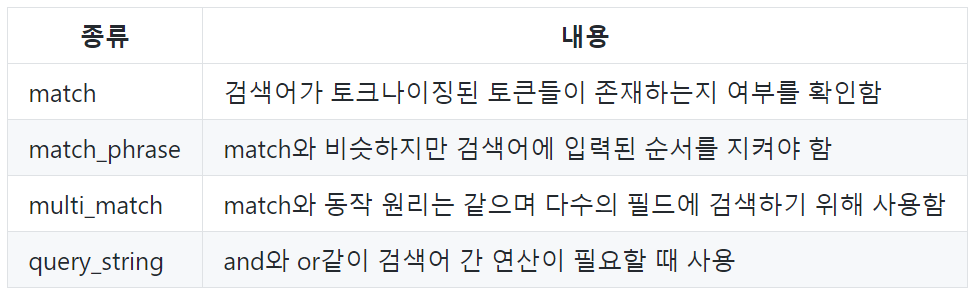 종류 내용
match 검색어가 토크나이징된 토큰들이 존재하는지 여부를 확인함
match_phrase match와 비슷하지만 검색어에 입력된 순서를 지켜야 함
multi_match match와 동작 원리는 같으며 다수의 필드에 검색하기 위해 사용함
query_string and와 or같이 검색어 간 연산이 필요할 때 사용